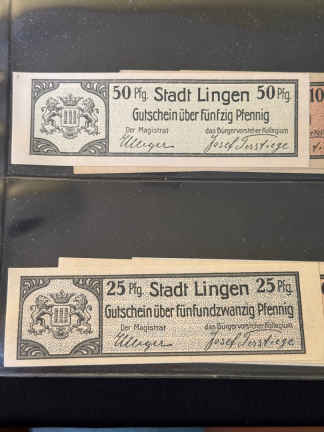 50 Pfg. Stadt Lingen 50 Pfg.
Gutschein über fünfzig Pfennig
Der Magistrat das Bürgervorsteher Kollegium
Josef Terstiege
10
25 Pfg. Stadt Lingen 25 Pfg.
Gutschein über fünfundzwanzig Pfennig
Der Magistrat das Bürgervorsteher Kollegium
Josef Terstiege